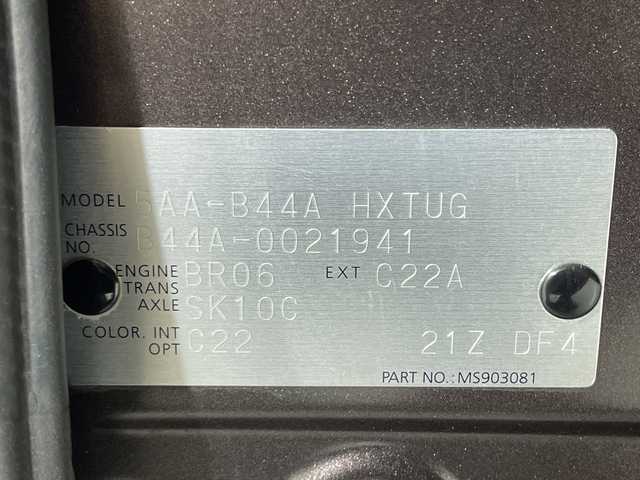 MODEL 5AA-B44A HXTUG
CHASSIS NO. B44A-0021941
ENGINE BR06 EXT C22A
TRANS AXLE SK10C
COLOR. INT C22
OPT 21Z DF4
PART NO.: MS903081